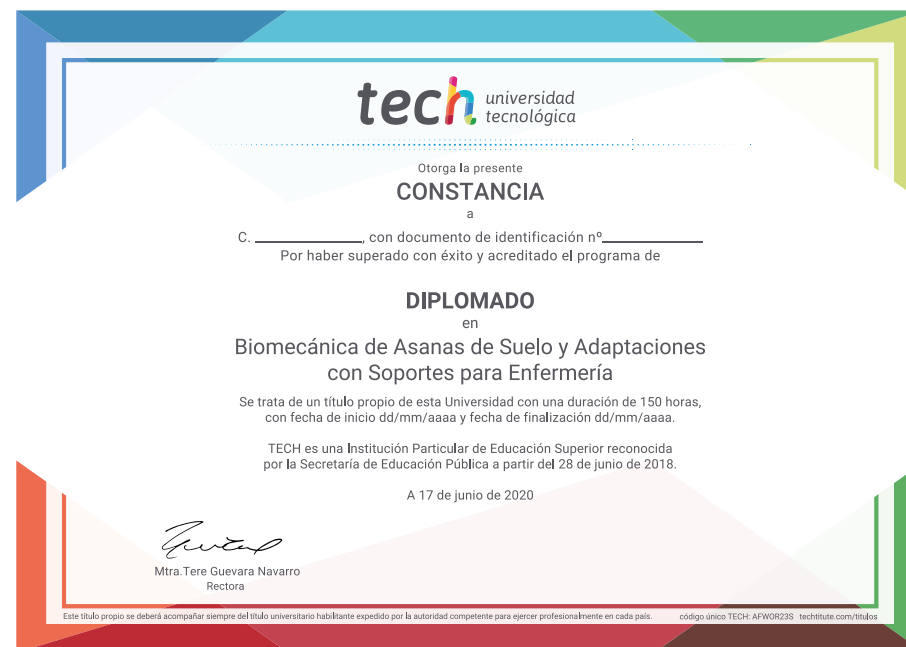 tech universidad
tecnológica
Otorga la presente
CONSTANCIA
a
C. ______________, con documento de identificación nº_____________
Por haber superado con éxito y acreditado el programa de
DIPLOMADO
en
Biomecánica de Asanas de Suelo y Adaptaciones
con Soportes para Enfermería
Se trata de un título propio de esta Universidad con una duración de 150 horas,
con fecha de inicio dd/mm/aaaa y fecha de finalización dd/mm/aaaa.
TECH es una Institución Particular de Educación Superior reconocida
por la Secretaría de Educación Pública a partir del 28 de junio de 2018.
A 17 de junio de 2020
Mtra.Tere Guevara Navarro
Rectora
Este título propio se deberá acompañar siempre del título universitario habilitante expedido por la autoridad competente para ejercer profesionalmente en cada país. código único TECH: AFWOR23S techtitute.com/titulos